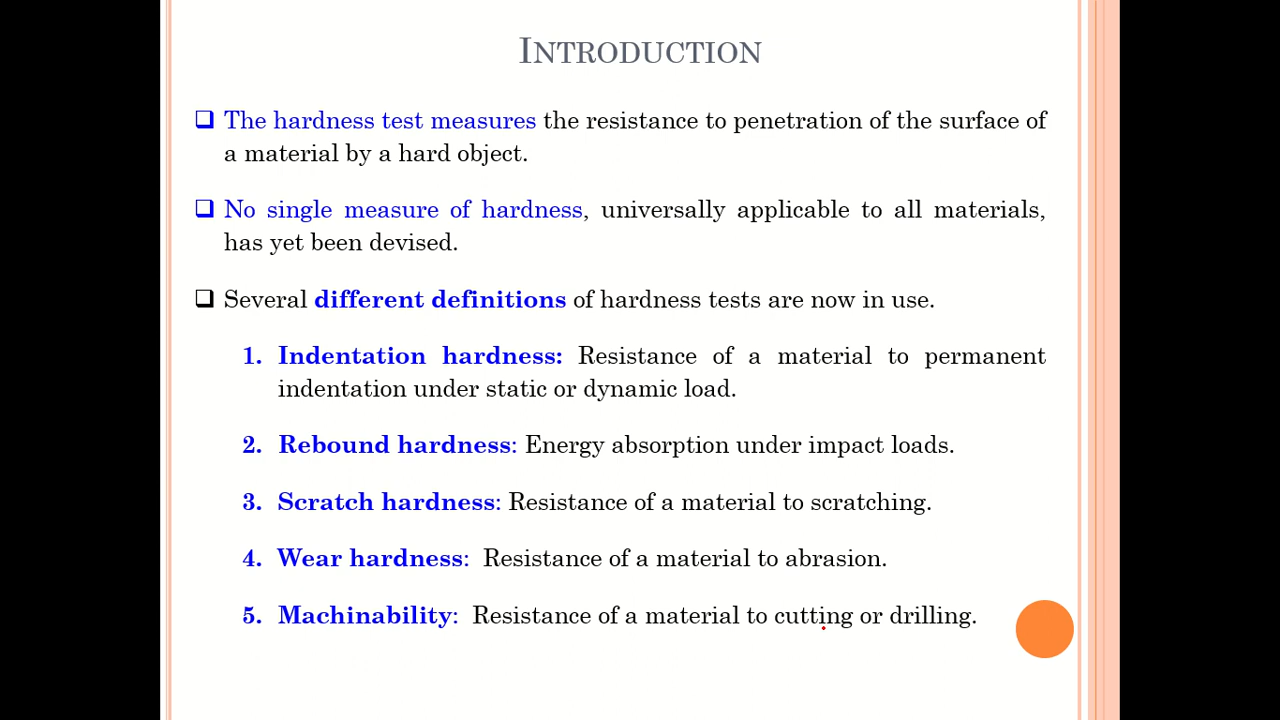 INTRODUCTION
❑ The hardness test measures the resistance to penetration of the surface of
a material by a hard object.
❑ No single measure of hardness, universally applicable to all materials,
has yet been devised.
❑ Several different definitions of hardness tests are now in use.
1. Indentation hardness: Resistance of a material to permanent
indentation under static or dynamic load.
2. Rebound hardness: Energy absorption under impact loads.
3. Scratch hardness: Resistance of a material to scratching.
4. Wear hardness: Resistance of a material to abrasion.
5. Machinability: Resistance of a material to cutting or drilling.